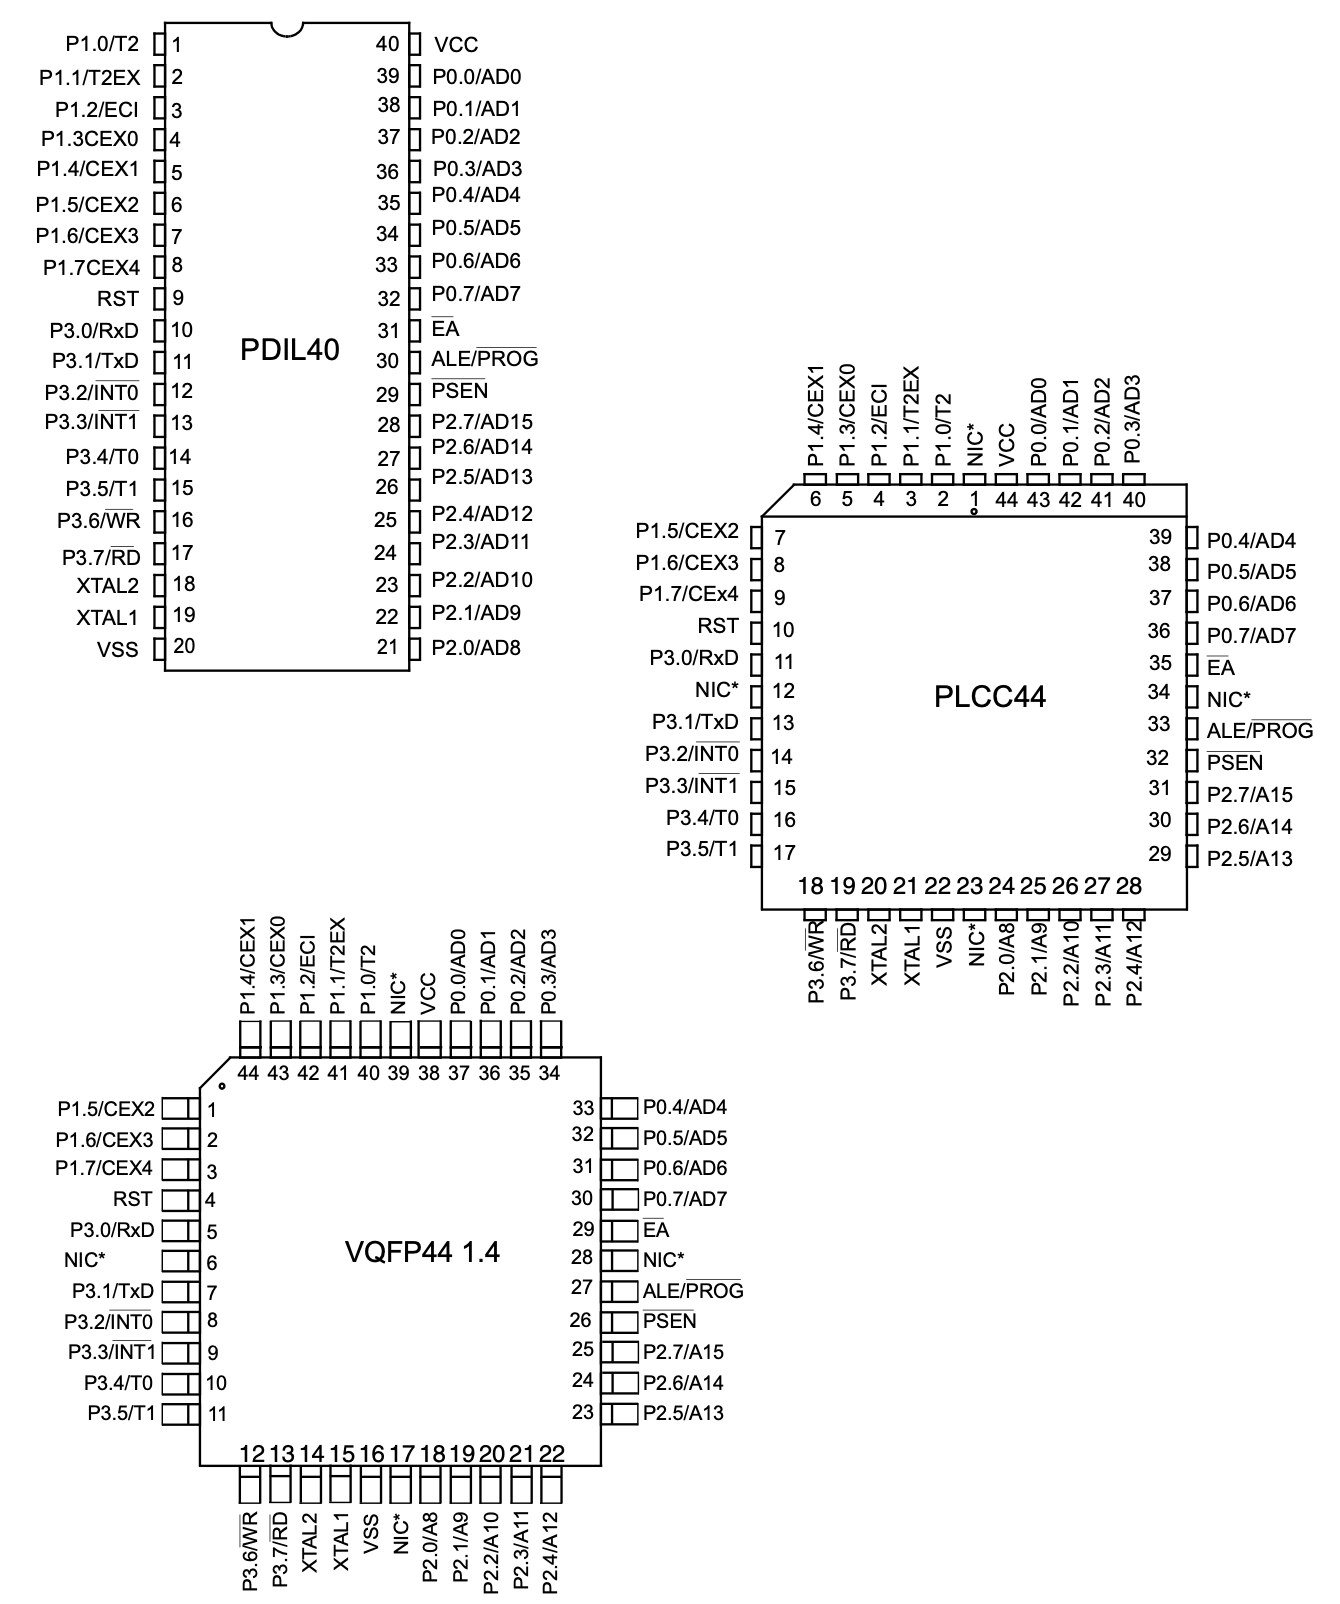 P1.0/T2 1 40 VCC
P1.1/T2EX 2 39 P0.0/AD0
P1.2/ECI 3 38 P0.1/AD1
P1.3CEX0 4 37 P0.2/AD2
P1.4/CEX1 5 36 P0.3/AD3
P1.5/CEX2 6 35 P0.4/AD4
P1.6/CEX3 7 34 P0.5/AD5
P1.7CEX4 8 33 P0.6/AD6
RST 9 32 P0.7/AD7
P3.0/RxD 10 31 EA
PDIL40
P3.1/TxD 11 30 ALE/PROG
P3.2/INT0 12 29 PSEN
P3.3/INT1 13 28 P2.7/AD15
P3.4/T0 14 27 P2.6/AD14
P3.5/T1 15 26 P2.5/AD13
P3.6/WR 16 25 P2.4/AD12
P3.7/RD 17 24 P2.3/AD11
XTAL2 18 23 P2.2/AD10
XTAL1 19 22 P2.1/AD9
VSS 20 21 P2.0/AD8
P1.4/CEX1
P1.3/CEX0
P1.2/ECI
P1.1/T2EX
P1.0/T2
NIC*
VCC
P0.0/AD0
P0.1/AD1
P0.2/AD2
P0.3/AD3
6 5 4 3 2 1 44 43 42 41 40
P1.5/CEX2 7 39 P0.4/AD4
P1.6/CEX3 8 38 P0.5/AD5
P1.7/CEx4 9 37 P0.6/AD6
RST 10 36 P0.7/AD7
P3.0/RxD 11 35 EA
NIC* 12 34 NIC*
PLCC44
P3.1/TxD 13 33 ALE/PROG
P3.2/INT0 14 32 PSEN
P3.3/INT1 15 31 P2.7/A15
P3.4/T0 16 30 P2.6/A14
P3.5/T1 17 29 P2.5/A13
18 19 20 21 22 23 24 25 26 27 28
P3.6/WR
P3.7/RD
XTAL2
XTAL1
VSS
NIC*
P2.0/A8
P2.1/A9
P2.2/A10
P2.3/A11
P2.4/A12
P1.4/CEX1
P1.3/CEX0
P1.2/ECI
P1.1/T2EX
P1.0/T2
NIC*
VCC
P0.0/AD0
P0.1/AD1
P0.2/AD2
P0.3/AD3
44 43 42 41 40 39 38 37 36 35 34
P1.5/CEX2 1 33 P0.4/AD4
P1.6/CEX3 2 32 P0.5/AD5
P1.7/CEX4 3 31 P0.6/AD6
RST 4 30 P0.7/AD7
P3.0/RxD 5 29 EA
VQFP44 1.4
NIC* 6 28 NIC*
P3.1/TxD 7 27 ALE/PROG
P3.2/INT0 8 26 PSEN
P3.3/INT1 9 25 P2.7/A15
P3.4/T0 10 24 P2.6/A14
P3.5/T1 11 23 P2.5/A13
12 13 14 15 16 17 18 19 20 21 22
P3.6/WR
P3.7/RD
XTAL2
XTAL1
VSS
NIC*
P2.0/A8
P2.1/A9
P2.2/A10
P2.3/A11
P2.4/A12